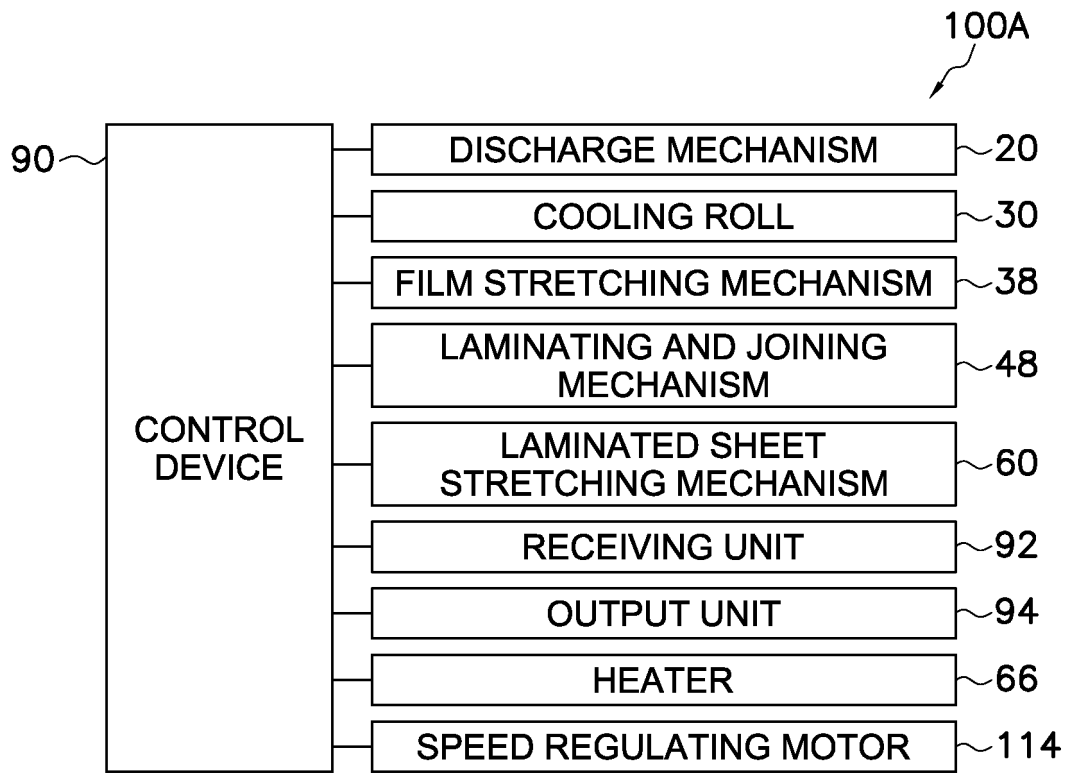 100A
90
CONTROL
DEVICE
DISCHARGE MECHANISM
20
COOLING ROLL
30
FILM STRETCHING MECHANISM
38
LAMINATING AND JOINING
MECHANISM
48
LAMINATED SHEET
STRETCHING MECHANISM
60
RECEIVING UNIT
92
OUTPUT UNIT
94
HEATER
66
SPEED REGULATING MOTOR
114